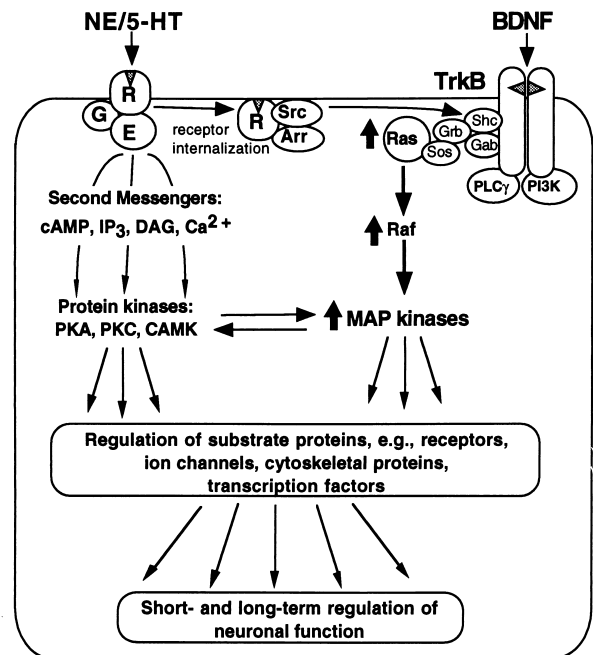 NE/5-HT
BDNF
TrkB
R
G
E
receptor
internalization
R
Src
Arr
Ras
Grb
Sos
Shc
Gab
PLCγ
PI3K
Second Messengers:
cAMP, IP3, DAG, Ca2+
Raf
Protein kinases:
PKA, PKC, CAMK
MAP kinases
Regulation of substrate proteins, e.g., receptors,
ion channels, cytoskeletal proteins,
transcription factors
Short- and long-term regulation of
neuronal function